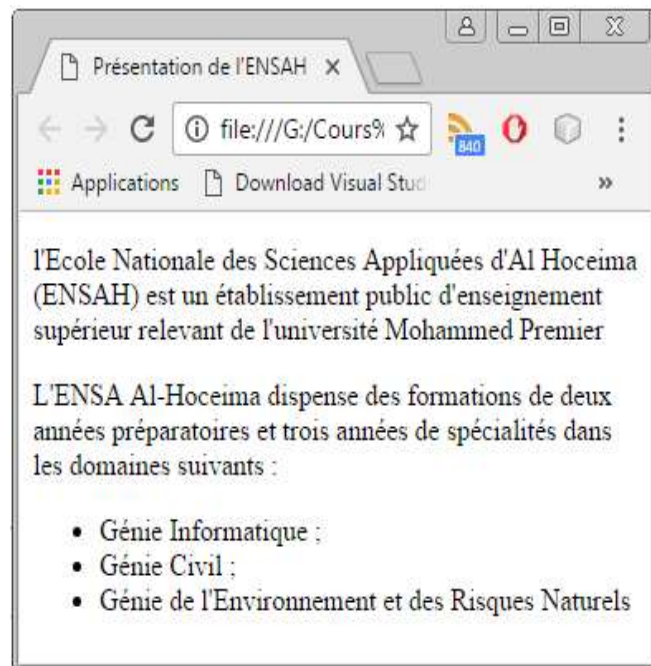 Présentation de l'ENSAH
file:///G:/Cours%
840
Applications
Download Visual Stud
»
l'Ecole Nationale des Sciences Appliquées d'Al Hoceima
(ENSAH) est un établissement public d'enseignement
supérieur relevant de l'université Mohammed Premier
L'ENSA Al-Hoceima dispense des formations de deux
années préparatoires et trois années de spécialités dans
les domaines suivants :
• Génie Informatique ;
• Génie Civil ;
• Génie de l'Environnement et des Risques Naturels